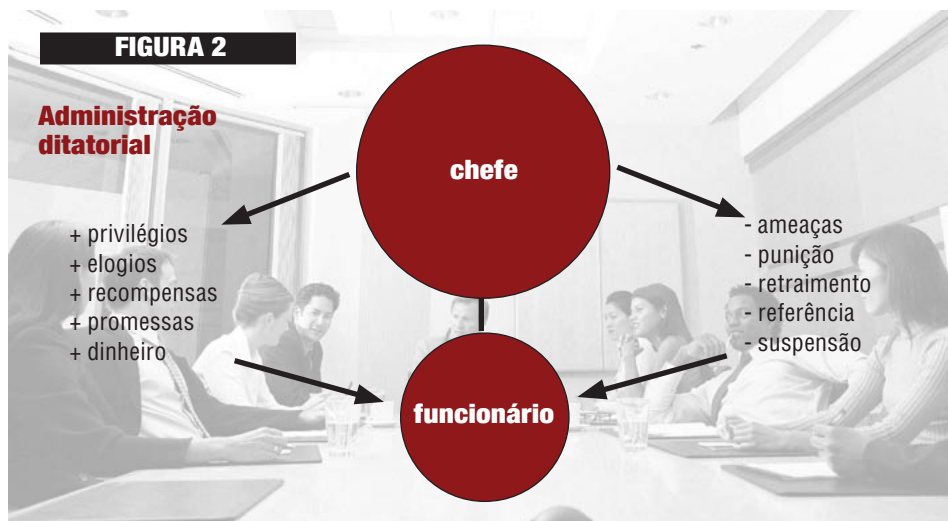 FIGURA 2
Administração
ditatorial
chefe
+ privilégios
+ elogios
+ recompensas
+ promessas
+ dinheiro
- ameaças
- punição
- retraimento
- referência
- suspensão
funcionário